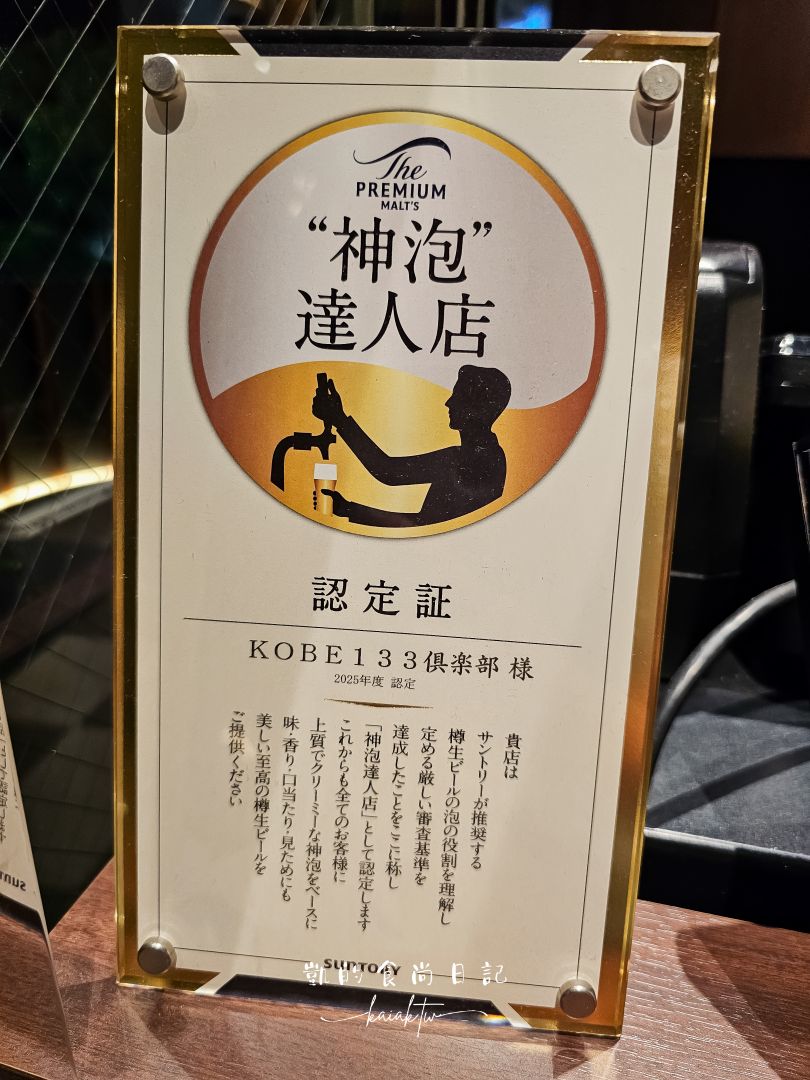 The
PREMIUM
MALT'S
“神泡”
達人店
認定証
KOBE133倶楽部 様
2025年度 認定
貴店は
サントリーが推奨する
樽生ビールの泡の役割を理解し
定める厳しい審査基準を
達成したことをここに称し
「神泡達人店」として認定します
これからも全てのお客様に
上質でクリーミーな神泡をベースに
味・香り・口当たり・見ためにも
美しい至高の樽生ビールを
ご提供ください
SUNTORY
凱的食尚日記
kaiak.tw